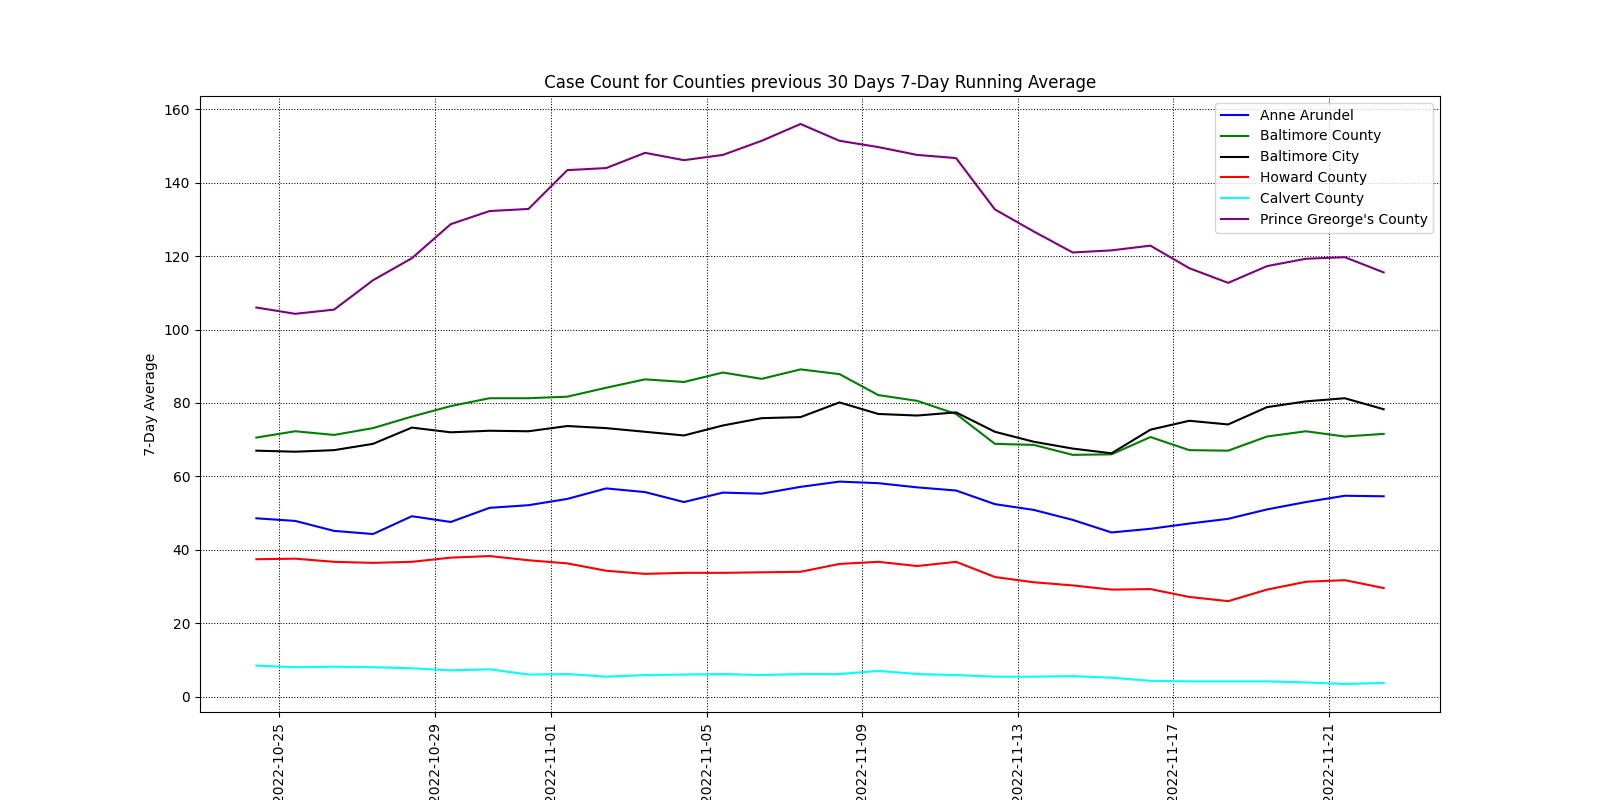 Case Count for Counties previous 30 Days 7-Day Running Average
160
140
120
100
80
60
40
20
0
7-Day Average
Anne Arundel
Baltimore County
Baltimore City
Howard County
Calvert County
Prince Greorge's County
2022-10-25
2022-10-29
2022-11-01
2022-11-05
2022-11-09
2022-11-13
2022-11-17
2022-11-21